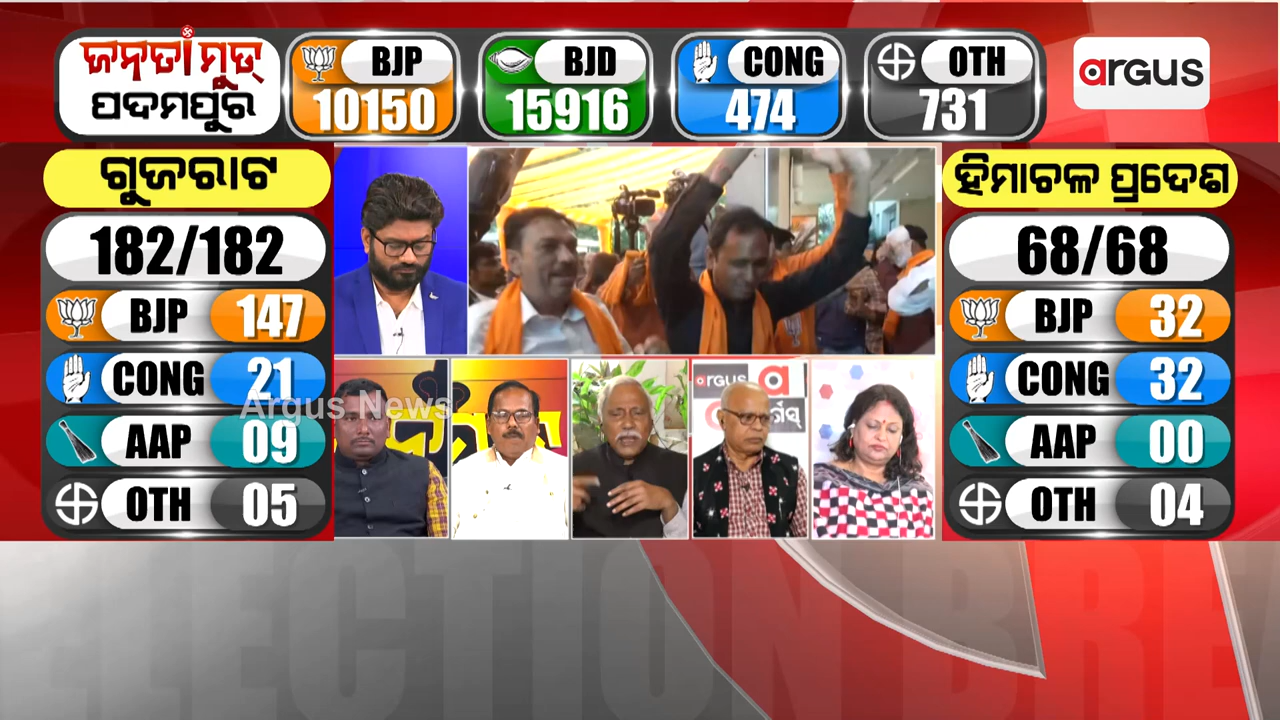 ଜନତା ମୁଡ୍
ପଦମପୁର
BJP
10150
BJD
15916
CONG
474
OTH
731
argus
ଗୁଜରାଟ
182/182
BJP 147
CONG 21
AAP 09
OTH 05
Argus News
argus
ହିମାଚଳ ପ୍ରଦେଶ
68/68
BJP 32
CONG 32
AAP 00
OTH 04
ELECTION BREA